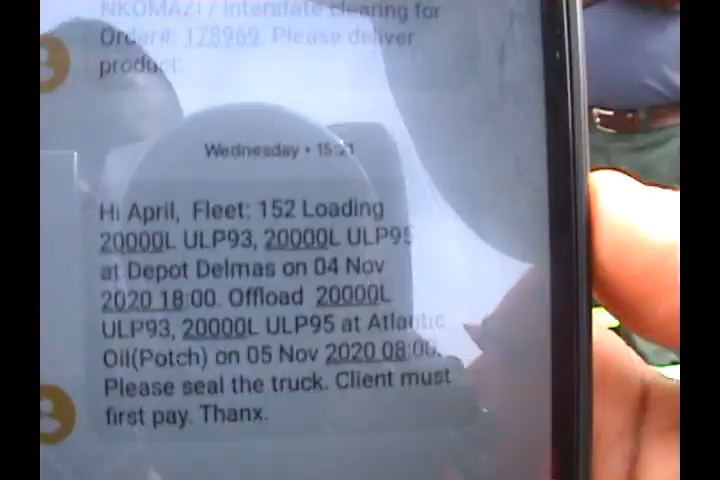 NKOMAZI / Interstate clearing for
Order#: 178969. Please deliver
product.
Wednesday • 15:21
Hi April, Fleet: 152 Loading
20000L ULP93, 20000L ULP95
at Depot Delmas on 04 Nov
2020 18:00. Offload 20000L
ULP93, 20000L ULP95 at Atlantic
Oil(Potch) on 05 Nov 2020 08:00.
Please seal the truck. Client must
first pay. Thanx.